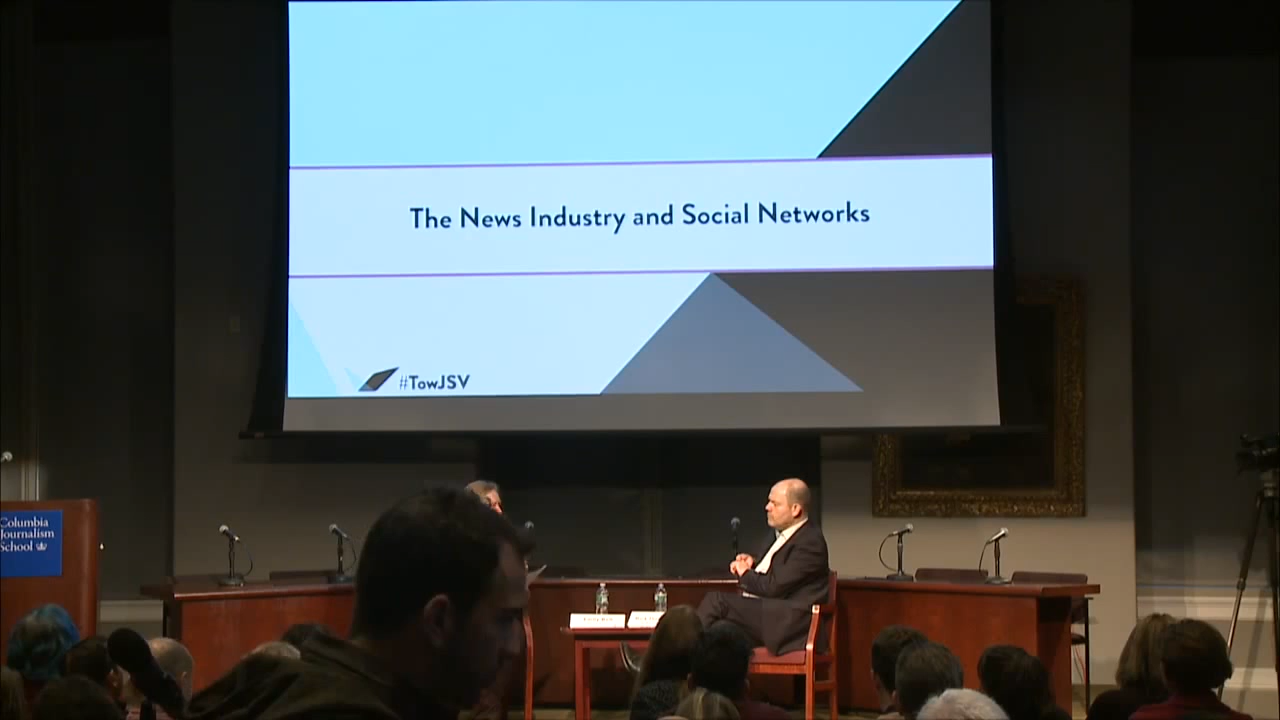 The News Industry and Social Networks
#TowJSV
Columbia
Journalism
School